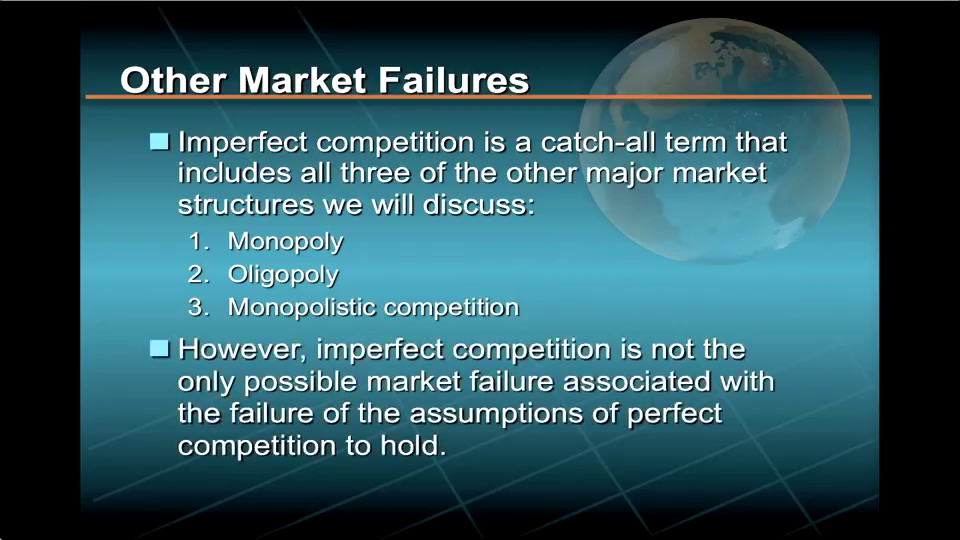 Other Market Failures
Imperfect competition is a catch-all term that
includes all three of the other major market
structures we will discuss:
1. Monopoly
2. Oligopoly
3. Monopolistic competition
However, imperfect competition is not the
only possible market failure associated with
the failure of the assumptions of perfect
competition to hold.